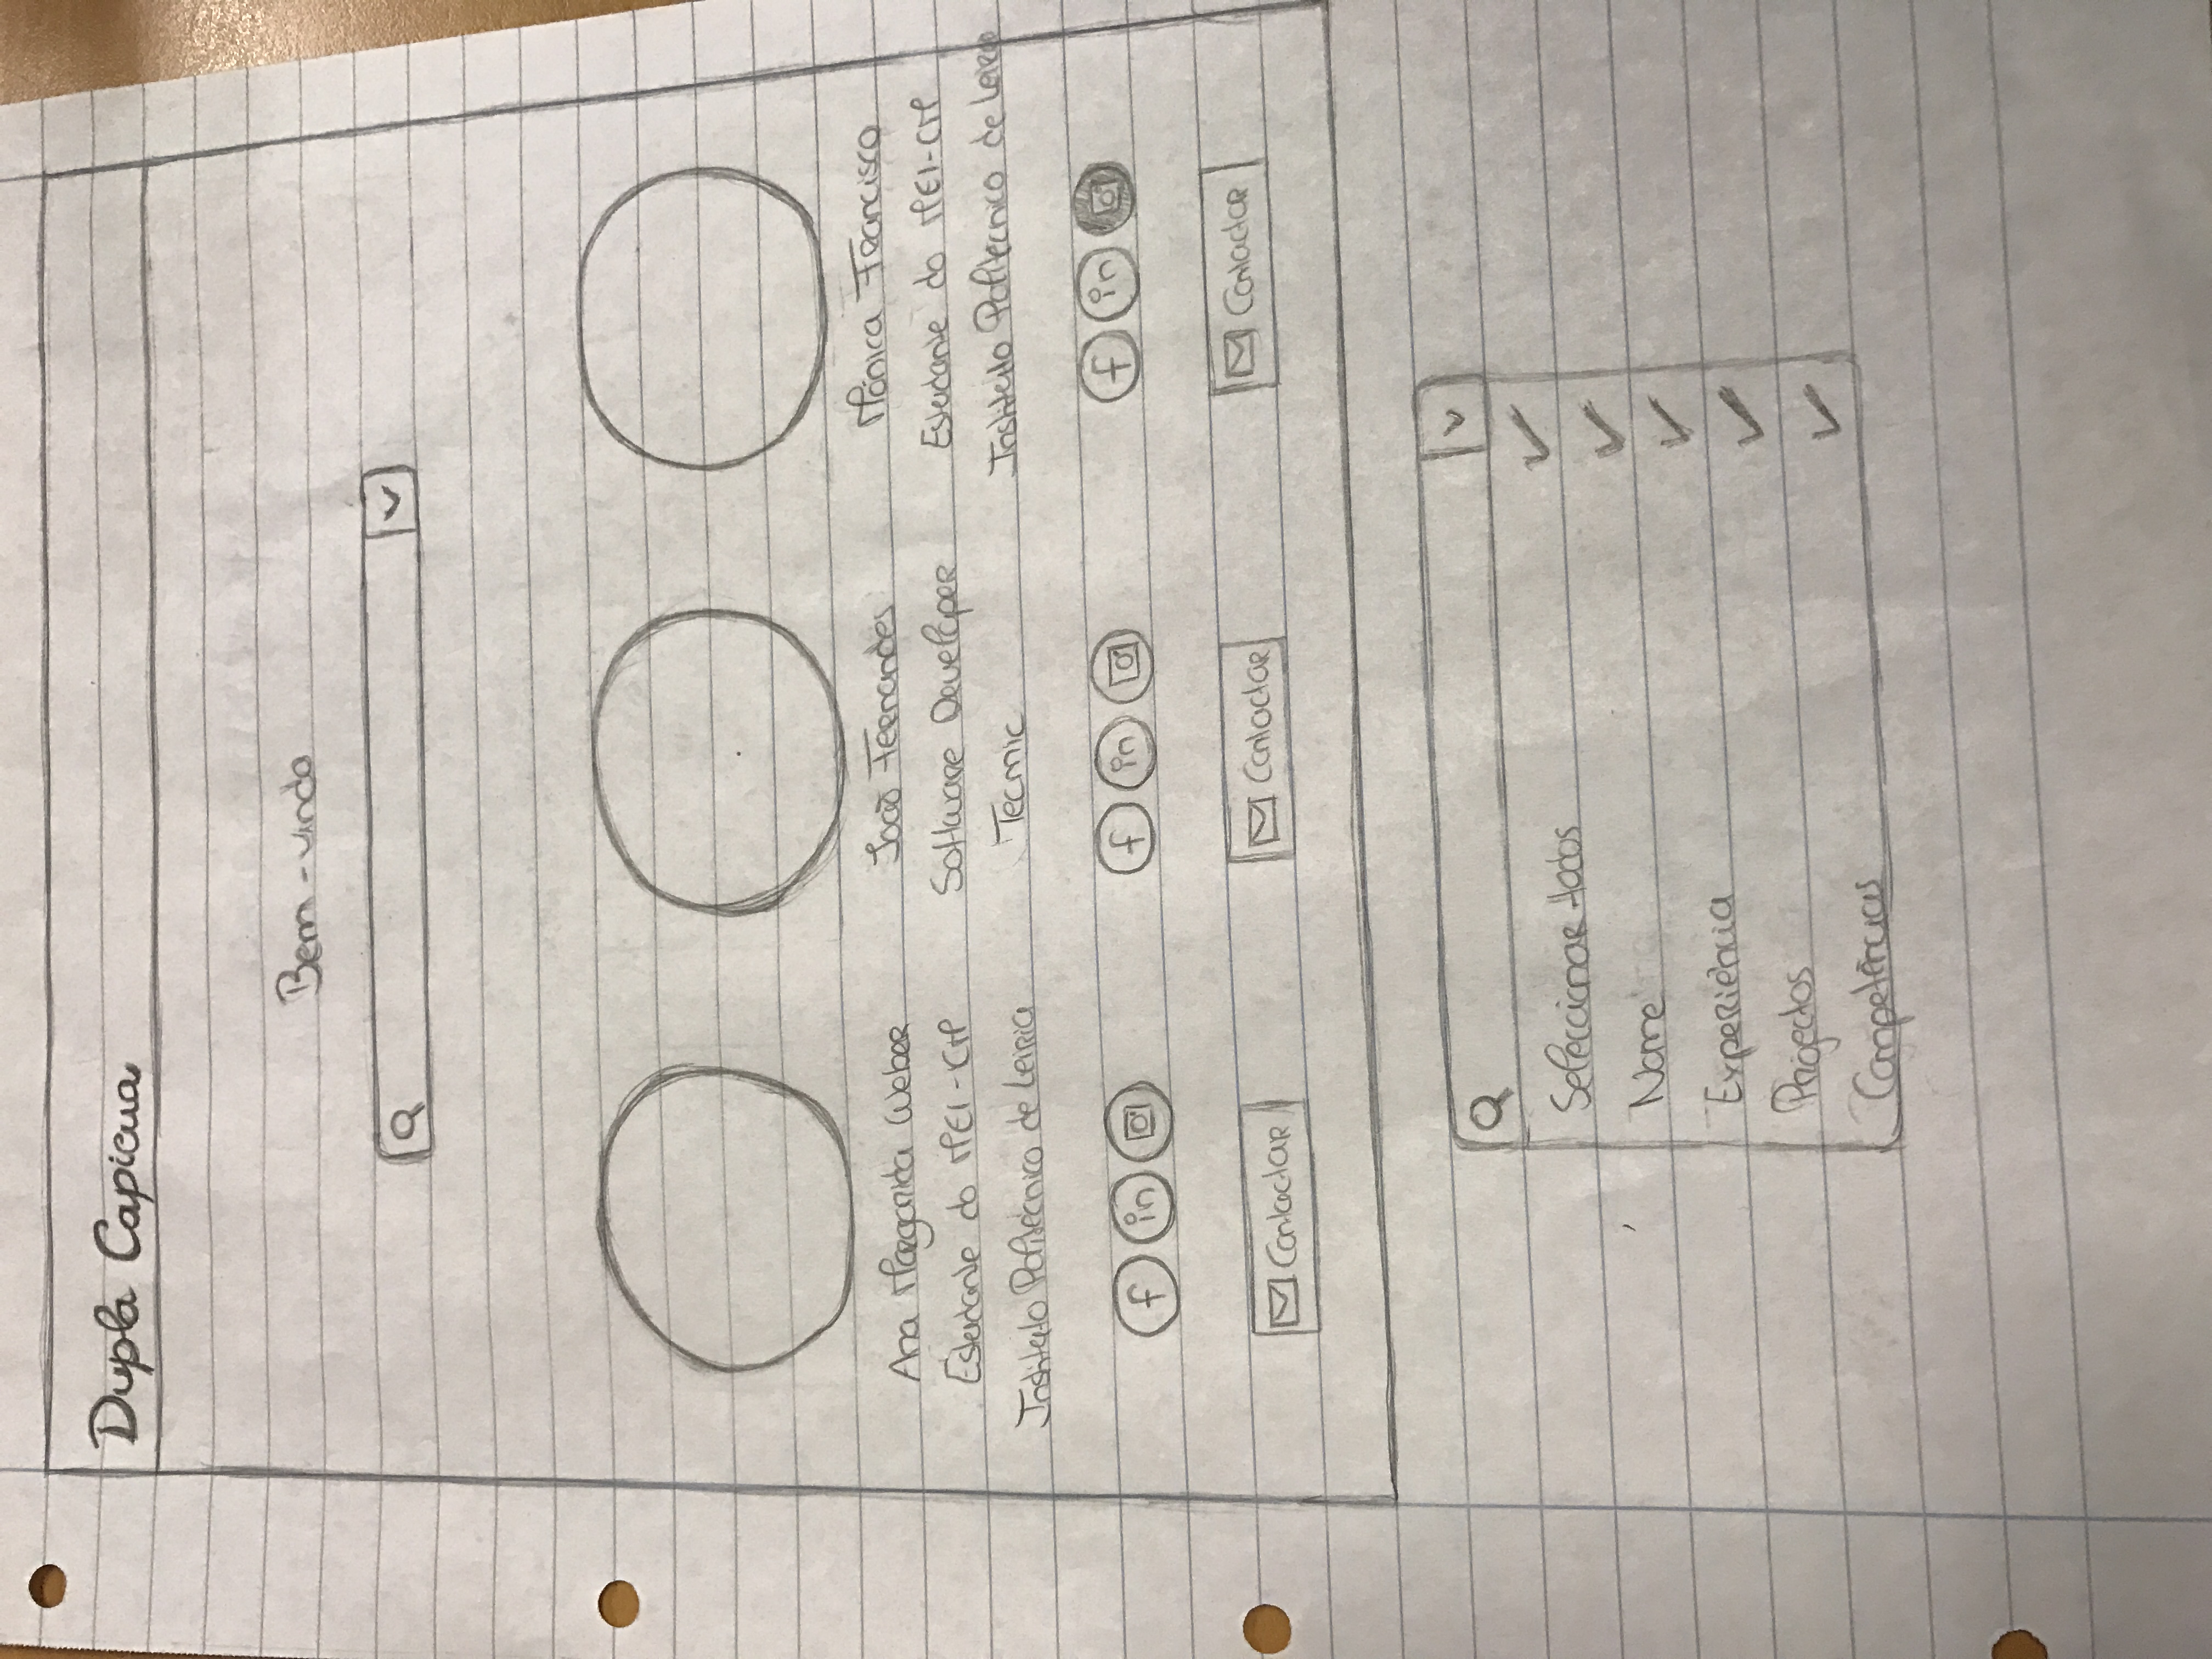 Dupla Capicua
Bem-vindo
Ana Margarida Weber
Estudante do MEI-CM
Instituto Politécnico de Leiria
f in
Contactar
João Fernandes
Software Developer
Tecmic
f in
Contactar
Mónica Francisco
Estudante do MEI-CM
Instituto Politécnico de Leiria
f in
Contactar
Seleccionar todos
Nome
Experiência
Projectos
Competências